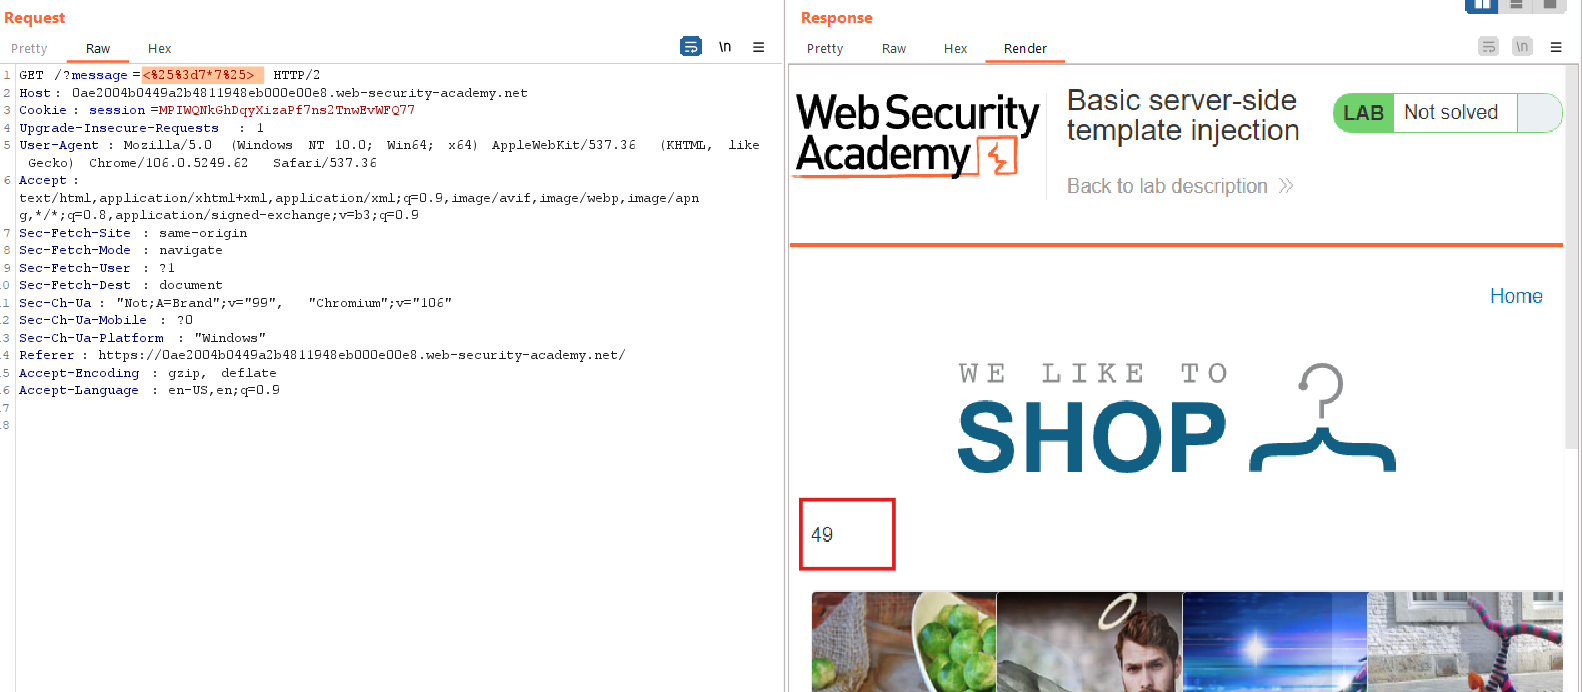 Request
Pretty Raw Hex \n
1 GET /?message=<%25%3d7*7%25> HTTP/2
2 Host: 0ae2004b0449a2b4811948eb000e00e8.web-security-academy.net
3 Cookie: session=MPIWQNkGhDqyXizaPf7ns2TnwEvWFQ77
4 Upgrade-Insecure-Requests : 1
5 User-Agent : Mozilla/5.0 (Windows NT 10.0; Win64; x64) AppleWebKit/537.36 (KHTML, like
Gecko) Chrome/106.0.5249.62 Safari/537.36
6 Accept :
text/html,application/xhtml+xml,application/xml;q=0.9,image/avif,image/webp,image/apn
g,*/*;q=0.8,application/signed-exchange;v=b3;q=0.9
7 Sec-Fetch-Site : same-origin
8 Sec-Fetch-Mode : navigate
9 Sec-Fetch-User : ?1
0 Sec-Fetch-Dest : document
1 Sec-Ch-Ua : "Not;A=Brand";v="99", "Chromium";v="106"
2 Sec-Ch-Ua-Mobile : ?0
3 Sec-Ch-Ua-Platform : "Windows"
4 Referer : https://0ae2004b0449a2b4811948eb000e00e8.web-security-academy.net/
5 Accept-Encoding : gzip, deflate
6 Accept-Language : en-US,en;q=0.9
7
8
Response
Pretty Raw Hex Render \n
Web Security
Academy
Basic server-side
template injection
Back to lab description
LAB Not solved
Home
WE LIKE TO
SHOP
49